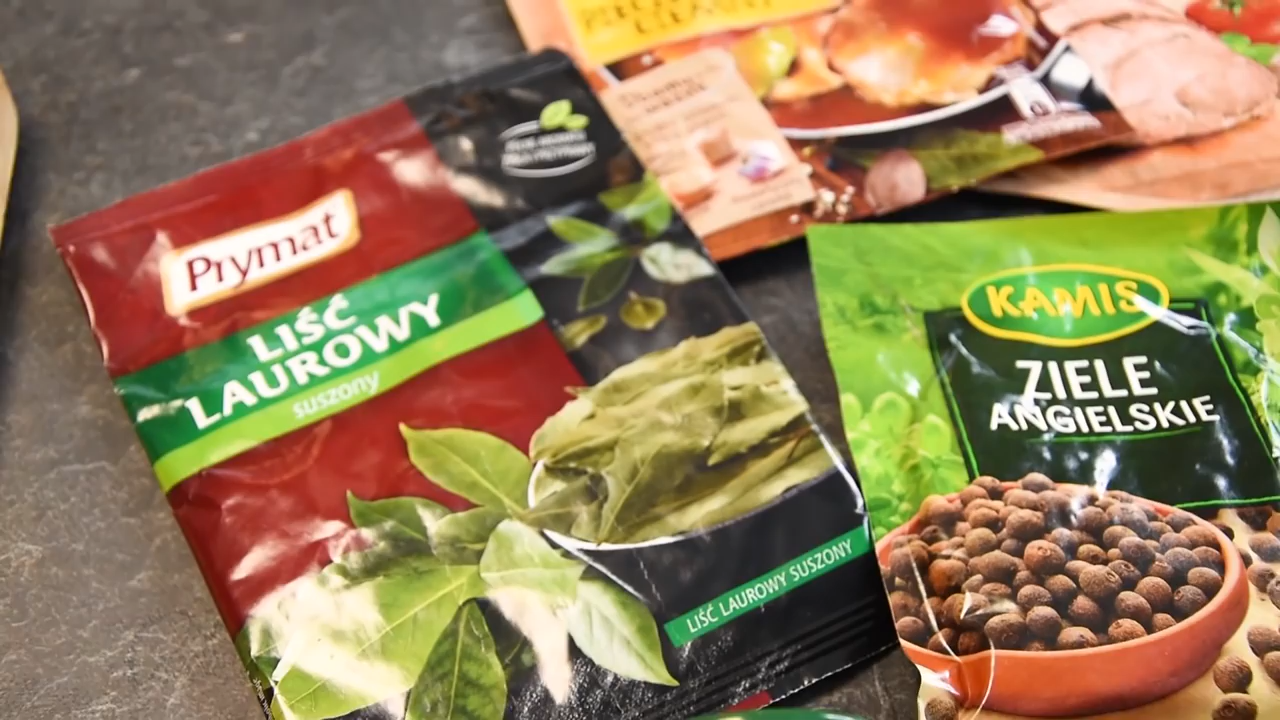 Prymat
LIŚĆ
LAUROWY
suszony
LIŚĆ LAUROWY SUSZONY
KAMIS
ZIELE
ANGIELSKIE